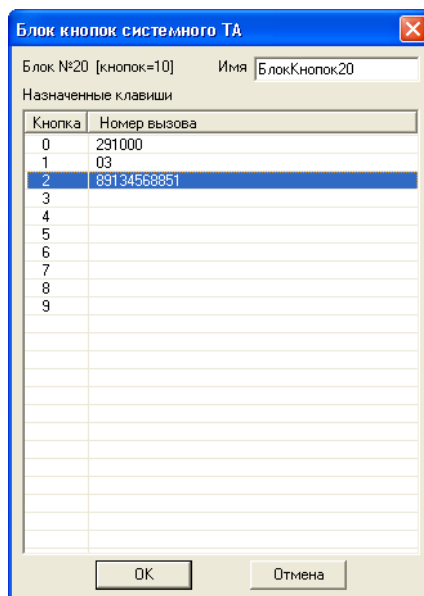 Блок кнопок системного ТА
Блок №20 [кнопок=10] Имя БлокКнопок20
Назначенные клавиши
Кнопка Номер вызова
0 291000
1 03
2 89134568851
3
4
5
6
7
8
9
OK Отмена